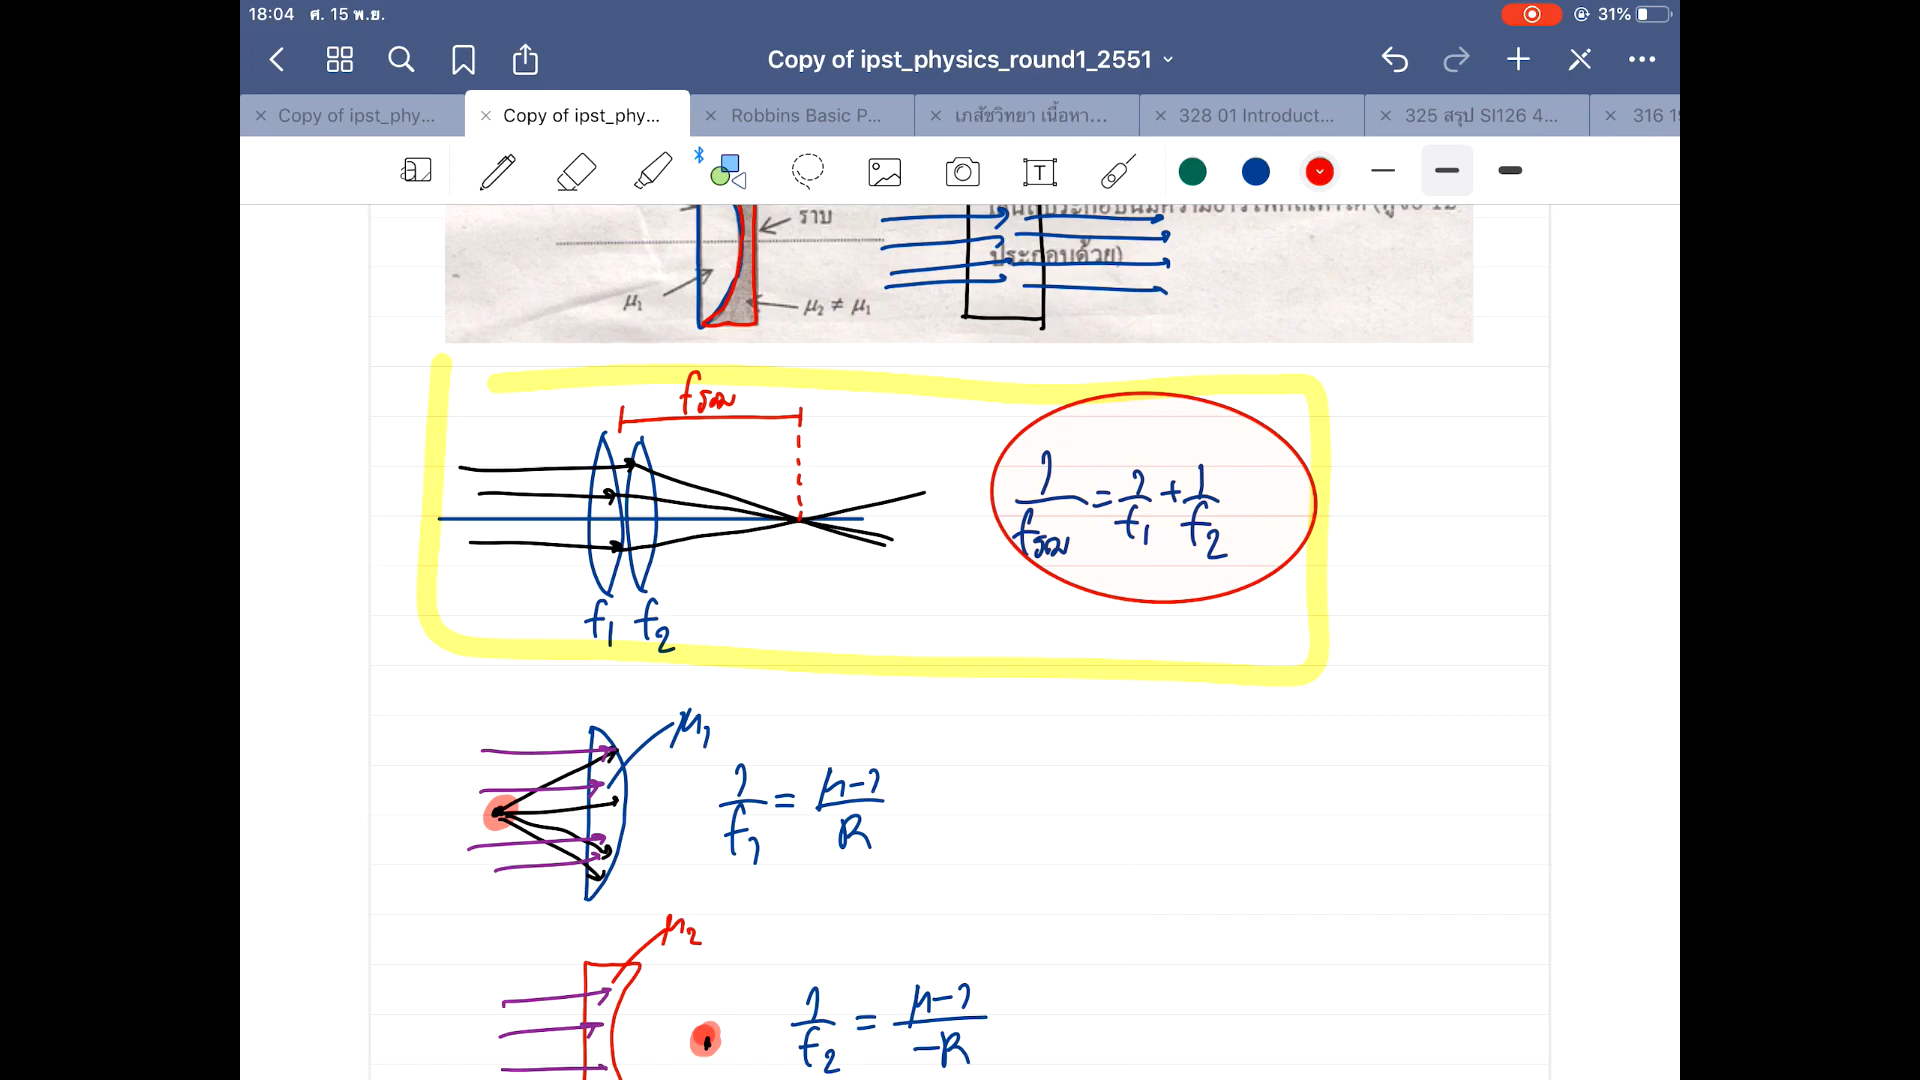 18:04 ศ. 15 พ.ย.
31%
Copy of ipst_physics_round1_2551
Copy of ipst_phy...
Copy of ipst_phy...
Robbins Basic P...
เภสัชวิทยา เนื้อหา...
328 01 Introduct...
325 สรุป SI126 4...
316 19
T
ราบ
ประกอบด้วย)
μ₁
μ₂ ≠ μ₁
fรวม
1/fรวม = 1/f₁ + 1/f₂
f₁ f₂
μ₁
1/f₁ = μ-1/R
μ₂
1/f₂ = μ-1/-R